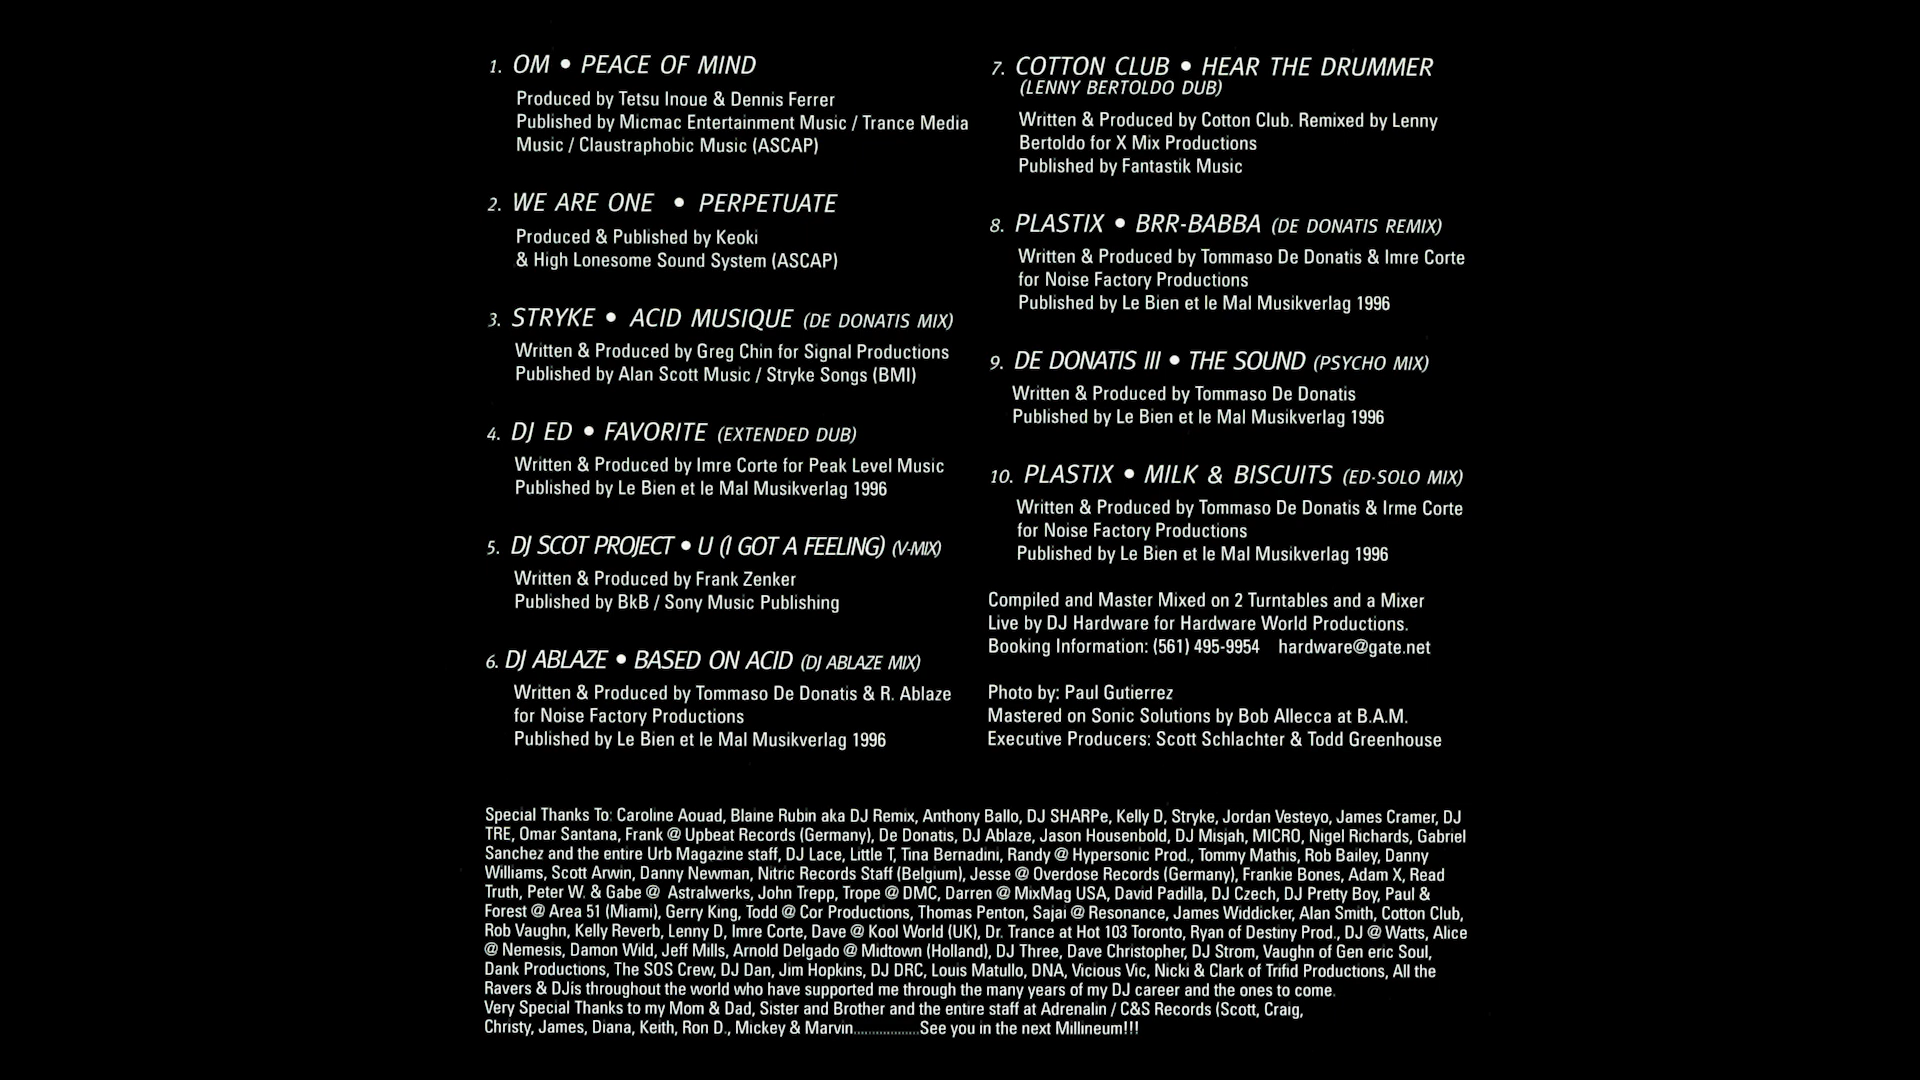 1. OM • PEACE OF MIND
Produced by Tetsu Inoue & Dennis Ferrer
Published by Micmac Entertainment Music / Trance Media
Music / Claustraphobic Music (ASCAP)
2. WE ARE ONE • PERPETUATE
Produced & Published by Keoki
& High Lonesome Sound System (ASCAP)
3. STRYKE • ACID MUSIQUE (DE DONATIS MIX)
Written & Produced by Greg Chin for Signal Productions
Published by Alan Scott Music / Stryke Songs (BMI)
4. DJ ED • FAVORITE (EXTENDED DUB)
Written & Produced by Imre Corte for Peak Level Music
Published by Le Bien et le Mal Musikverlag 1996
5. DJ SCOT PROJECT • U (I GOT A FEELING) (V-MIX)
Written & Produced by Frank Zenker
Published by BkB / Sony Music Publishing
6. DJ ABLAZE • BASED ON ACID (DJ ABLAZE MIX)
Written & Produced by Tommaso De Donatis & R. Ablaze
for Noise Factory Productions
Published by Le Bien et le Mal Musikverlag 1996
7. COTTON CLUB • HEAR THE DRUMMER
(LENNY BERTOLDO DUB)
Written & Produced by Cotton Club. Remixed by Lenny
Bertoldo for X Mix Productions
Published by Fantastik Music
8. PLASTIX • BRR-BABBA (DE DONATIS REMIX)
Written & Produced by Tommaso De Donatis & Imre Corte
for Noise Factory Productions
Published by Le Bien et le Mal Musikverlag 1996
9. DE DONATIS III • THE SOUND (PSYCHO MIX)
Written & Produced by Tommaso De Donatis
Published by Le Bien et le Mal Musikverlag 1996
10. PLASTIX • MILK & BISCUITS (ED-SOLO MIX)
Written & Produced by Tommaso De Donatis & Irme Corte
for Noise Factory Productions
Published by Le Bien et le Mal Musikverlag 1996
Compiled and Master Mixed on 2 Turntables and a Mixer
Live by DJ Hardware for Hardware World Productions.
Booking Information: (561) 495-9954 hardware@gate.net
Photo by: Paul Gutierrez
Mastered on Sonic Solutions by Bob Allecca at B.A.M.
Executive Producers: Scott Schlachter & Todd Greenhouse
Special Thanks To: Caroline Aouad, Blaine Rubin aka DJ Remix, Anthony Ballo, DJ SHARPe, Kelly D, Stryke, Jordan Vesteyo, James Cramer, DJ
TRE, Omar Santana, Frank @ Upbeat Records (Germany), De Donatis, DJ Ablaze, Jason Housenbold, DJ Misjah, MICRO, Nigel Richards, Gabriel
Sanchez and the entire Urb Magazine staff, DJ Lace, Little T, Tina Bernadini, Randy @ Hypersonic Prod., Tommy Mathis, Rob Bailey, Danny
Williams, Scott Arwin, Danny Newman, Nitric Records Staff (Belgium), Jesse @ Overdose Records (Germany), Frankie Bones, Adam X, Read
Truth, Peter W. & Gabe @ Astralwerks, John Trepp, Trope @ DMC, Darren @ MixMag USA, David Padilla, DJ Czech, DJ Pretty Boy, Paul &
Forest @ Area 51 (Miami), Gerry King, Todd @ Cor Productions, Thomas Penton, Sajai @ Resonance, James Widdicker, Alan Smith, Cotton Club,
Rob Vaughn, Kelly Reverb, Lenny D, Imre Corte, Dave @ Kool World (UK), Dr. Trance at Hot 103 Toronto, Ryan of Destiny Prod., DJ @ Watts, Alice
@ Nemesis, Damon Wild, Jeff Mills, Arnold Delgado @ Midtown (Holland), DJ Three, Dave Christopher, DJ Strom, Vaughn of Gen eric Soul,
Dank Productions, The SOS Crew, DJ Dan, Jim Hopkins, DJ DRC, Louis Matullo, DNA, Vicious Vic, Nicki & Clark of Trifid Productions, All the
Ravers & DJis throughout the world who have supported me through the many years of my DJ career and the ones to come.
Very Special Thanks to my Mom & Dad, Sister and Brother and the entire staff at Adrenalin / C&S Records (Scott, Craig,
Christy, James, Diana, Keith, Ron D., Mickey & Marvin..................See you in the next Millineum!!!